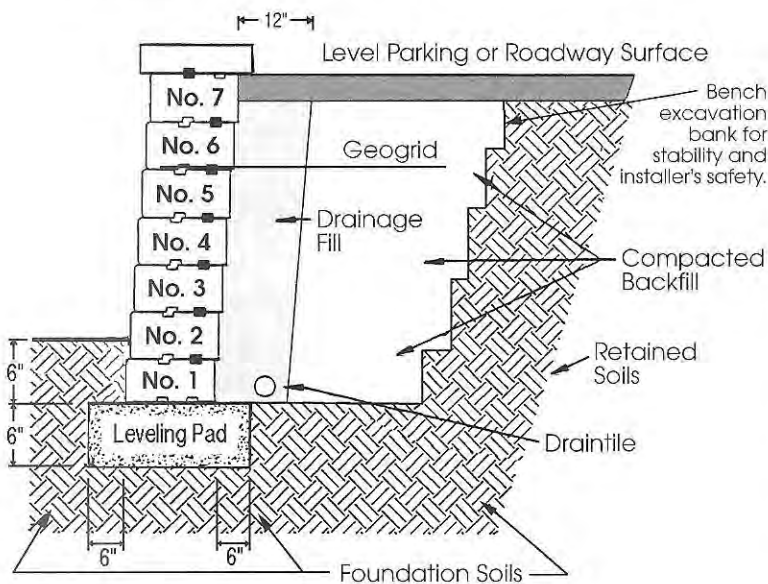 12"
Level Parking or Roadway Surface
No. 7
Bench
excavation
bank for
stability and
installer's safety.
No. 6
Geogrid
No. 5
Drainage
Fill
No. 4
Compacted
Backfill
No. 3
No. 2
6"
Retained
Soils
No. 1
6"
Leveling Pad
Draintile
6"
6"
Foundation Soils